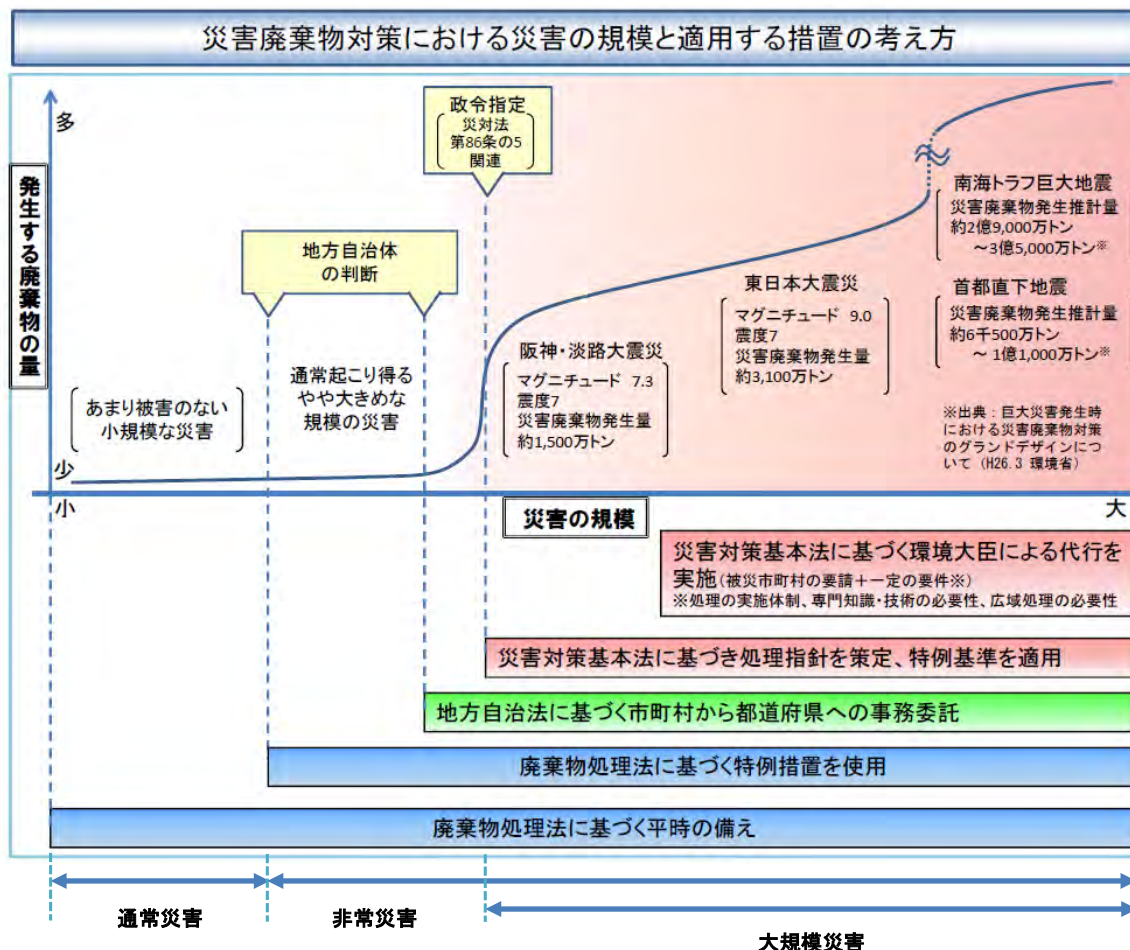 災害廃棄物対策における災害の規模と適用する措置の考え方
多
発生する廃棄物の量
少
小
政令指定
災対法
第86条の5
関連
地方自治体
の判断
あまり被害のない
小規模な災害
通常起こり得る
やや大きめな
規模の災害
阪神・淡路大震災
マグニチュード 7.3
震度7
災害廃棄物発生量
約1,500万トン
東日本大震災
マグニチュード 9.0
震度7
災害廃棄物発生量
約3,100万トン
南海トラフ巨大地震
災害廃棄物発生推計量
約2億9,000万トン
～3億5,000万トン※
首都直下地震
災害廃棄物発生推計量
約6千500万トン
～ 1億1,000万トン※
※出典：巨大災害発生時
における災害廃棄物対策
のグランドデザインにつ
いて（H26.3 環境省）
災害の規模
大
災害対策基本法に基づく環境大臣による代行を
実施(被災市町村の要請＋一定の要件※)
※処理の実施体制、専門知識・技術の必要性、広域処理の必要性
災害対策基本法に基づき処理指針を策定、特例基準を適用
地方自治法に基づく市町村から都道府県への事務委託
廃棄物処理法に基づく特例措置を使用
廃棄物処理法に基づく平時の備え
通常災害
非常災害
大規模災害